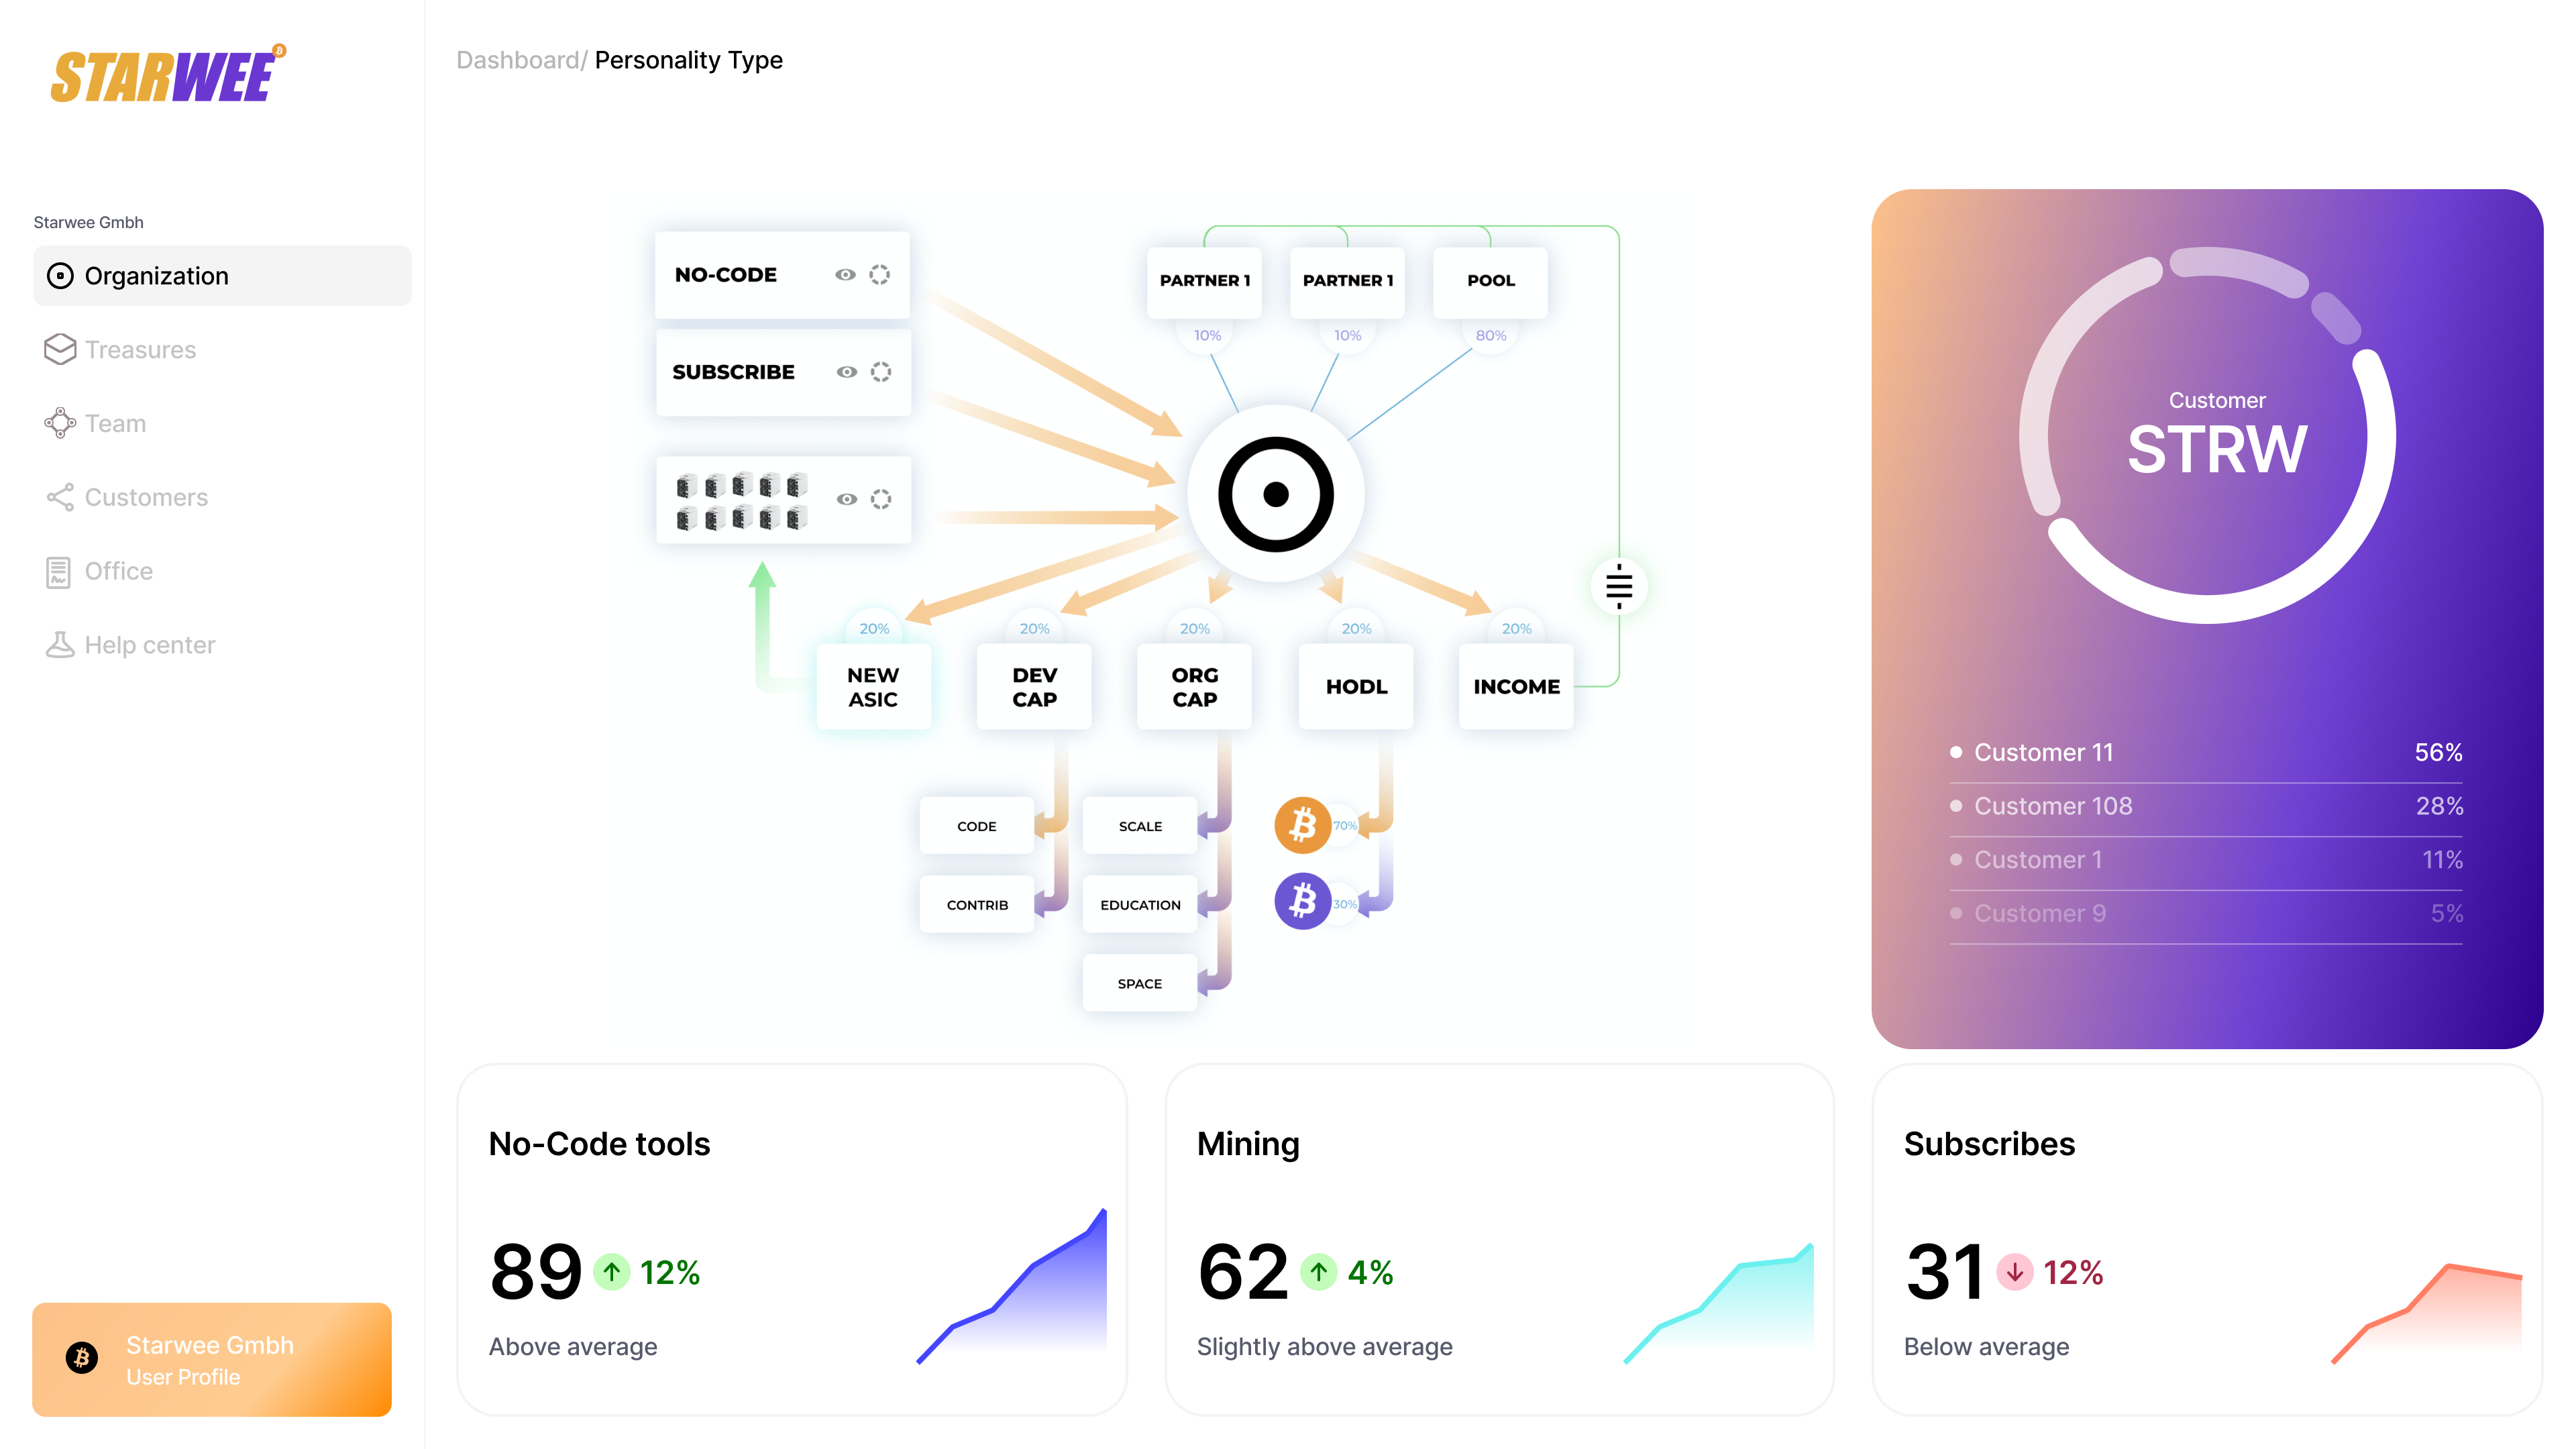 STARWEE
Dashboard/ Personality Type
Starwee Gmbh
Organization
Treasures
Team
Customers
Office
Help center
Starwee Gmbh
User Profile
NO-CODE
SUBSCRIBE
PARTNER 1
PARTNER 1
POOL
10%
10%
80%
20%
20%
20%
20%
20%
NEW
ASIC
DEV
CAP
ORG
CAP
HODL
INCOME
CODE
SCALE
70%
CONTRIB
EDUCATION
30%
SPACE
Customer
STRW
Customer 11 56%
Customer 108 28%
Customer 1 11%
Customer 9 5%
No-Code tools
89 12%
Above average
Mining
62 4%
Slightly above average
Subscribes
31 12%
Below average